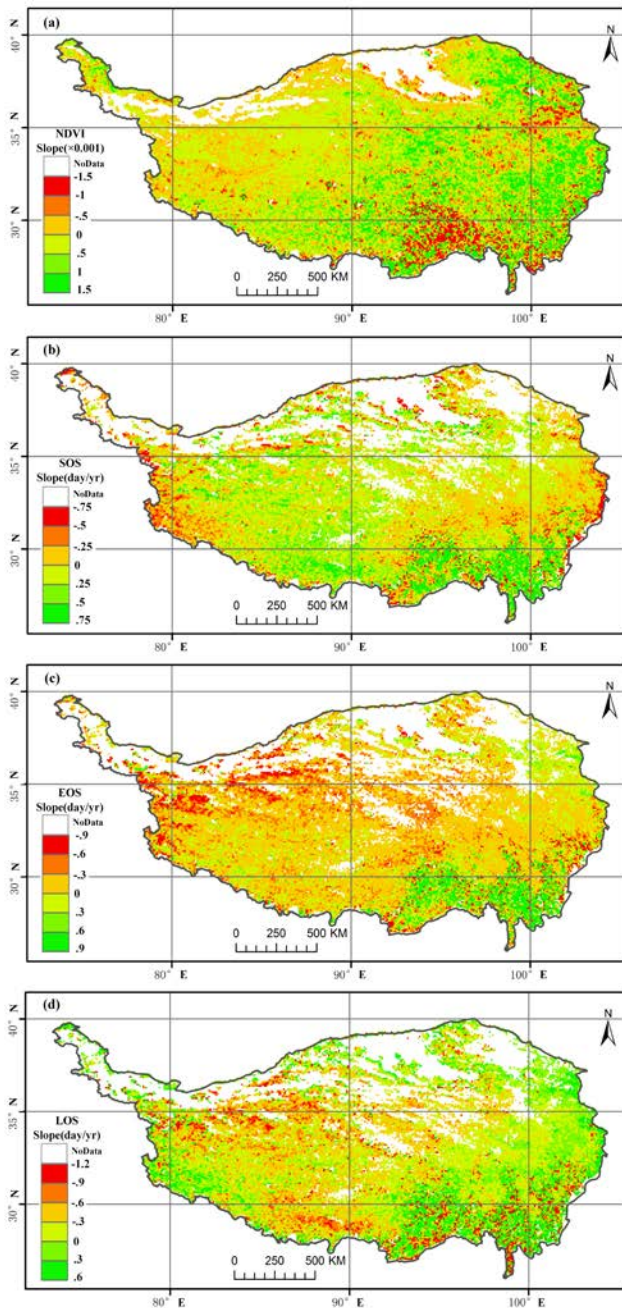 (a)
N
40° N
35°
30°
NDVI
Slope(×0.001)
NoData
-1.5
-1
-.5
0
.5
1
1.5
0 250 500 KM
80° E
90° E
100° E
(b)
N
40° N
35°
30°
SOS
Slope(day/yr)
NoData
-.75
-.5
-.25
0
.25
.5
.75
0 250 500 KM
80° E
90° E
100° E
(c)
N
40° N
35°
30°
EOS
Slope(day/yr)
NoData
-.9
-.6
-.3
0
.3
.6
.9
0 250 500 KM
80° E
90° E
100° E
(d)
N
40° N
35°
30°
LOS
Slope(day/yr)
NoData
-1.2
-.9
-.6
-.3
0
.3
.6
0 250 500 KM
80° E
90° E
100° E